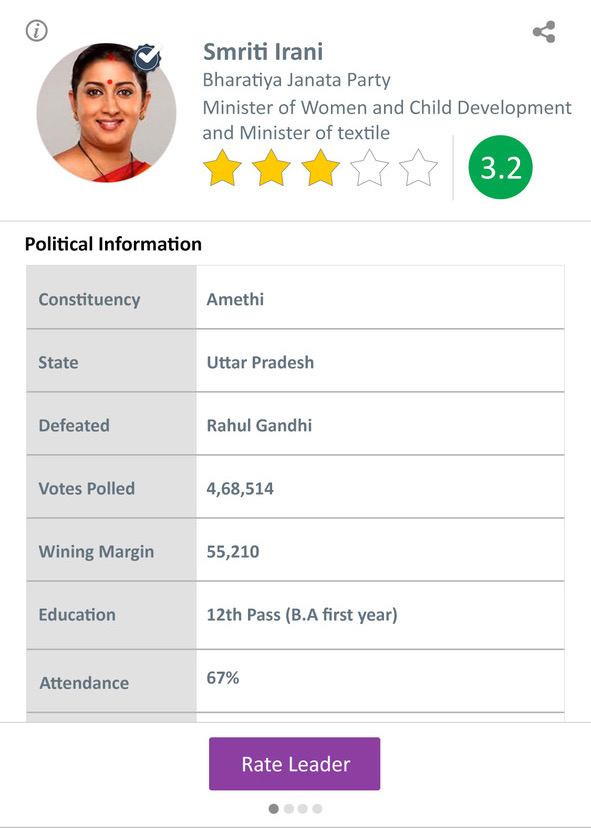 i
Smriti Irani
Bharatiya Janata Party
Minister of Women and Child Development
and Minister of textile
3.2
Political Information
Constituency Amethi
State Uttar Pradesh
Defeated Rahul Gandhi
Votes Polled 4,68,514
Wining Margin 55,210
Education 12th Pass (B.A first year)
Attendance 67%
Rate Leader